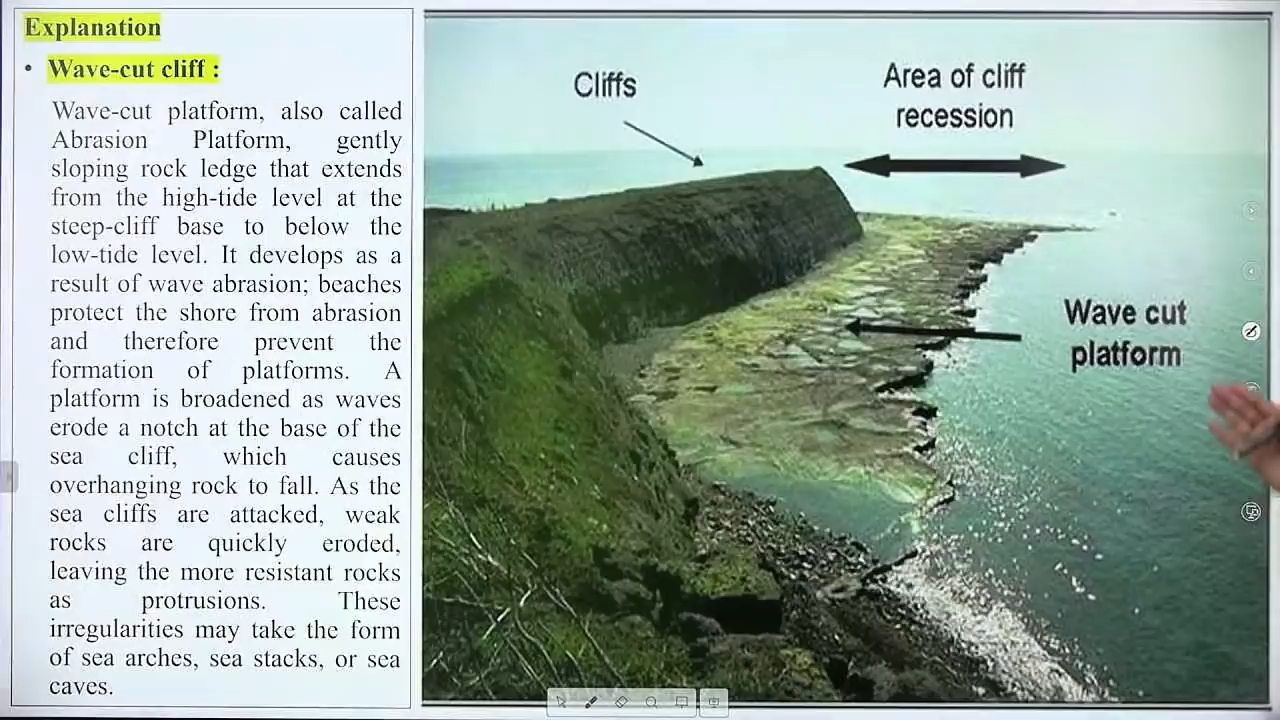 Explanation
• Wave-cut cliff :
Wave-cut platform, also called
Abrasion Platform, gently
sloping rock ledge that extends
from the high-tide level at the
steep-cliff base to below the
low-tide level. It develops as a
result of wave abrasion; beaches
protect the shore from abrasion
and therefore prevent the
formation of platforms. A
platform is broadened as waves
erode a notch at the base of the
sea cliff, which causes
overhanging rock to fall. As the
sea cliffs are attacked, weak
rocks are quickly eroded,
leaving the more resistant rocks
as protrusions. These
irregularities may take the form
of sea arches, sea stacks, or sea
caves.
Cliffs
Area of cliff
recession
Wave cut
platform